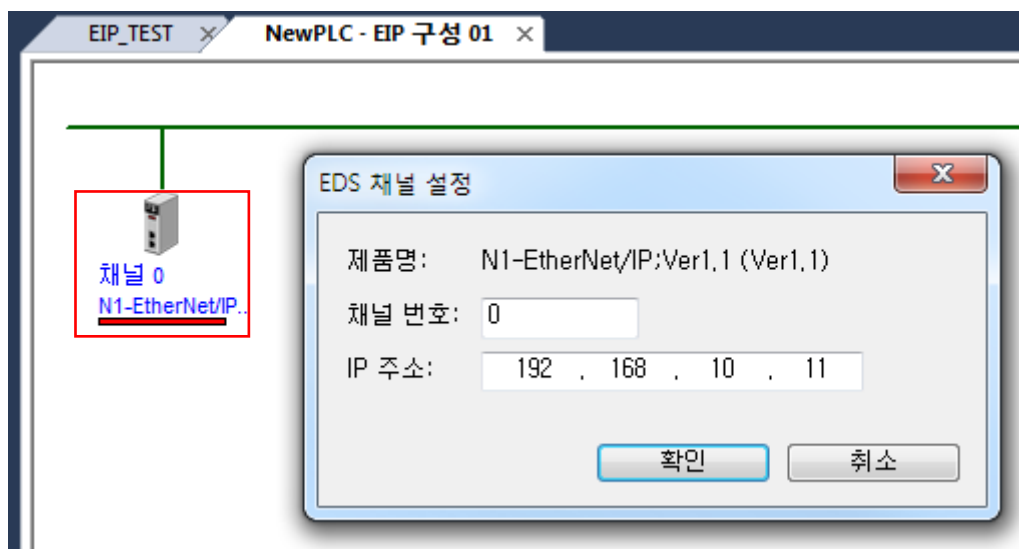 EIP_TEST
NewPLC - EIP 구성 01
EDS 채널 설정
제품명: N1-EtherNet/IP;Ver1.1 (Ver1.1)
채널 번호: 0
IP 주소: 192 . 168 . 10 . 11
확인 취소
채널 0
N1-EtherNet/IP..